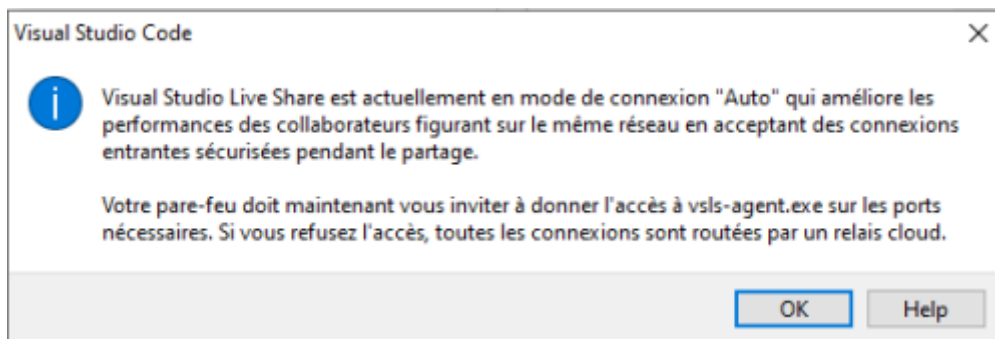 Visual Studio Code
Visual Studio Live Share est actuellement en mode de connexion "Auto" qui améliore les
performances des collaborateurs figurant sur le même réseau en acceptant des connexions
entrantes sécurisées pendant le partage.
Votre pare-feu doit maintenant vous inviter à donner l'accès à vsls-agent.exe sur les ports
nécessaires. Si vous refusez l'accès, toutes les connexions sont routées par un relais cloud.
OK
Help